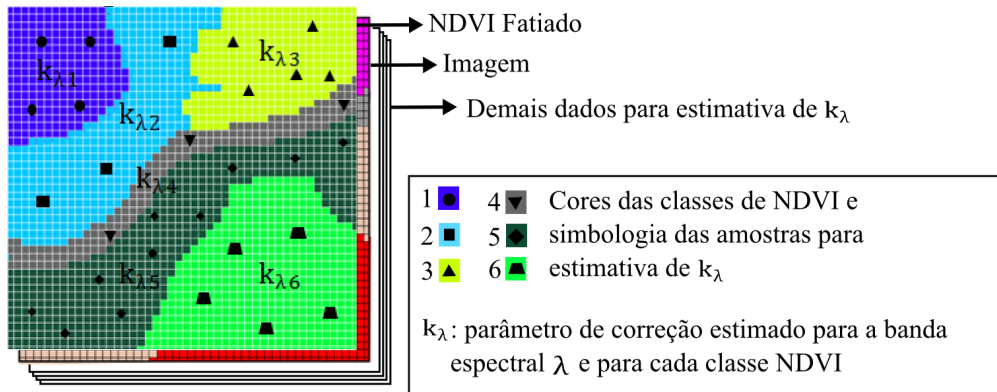 NDVI Fatiado
Imagem
Demais dados para estimativa de kλ
kλ1
kλ2
kλ3
kλ4
kλ5
kλ6
1 4 Cores das classes de NDVI e
2 5 simbologia das amostras para
3 6 estimativa de kλ
kλ: parâmetro de correção estimado para a banda
espectral λ e para cada classe NDVI